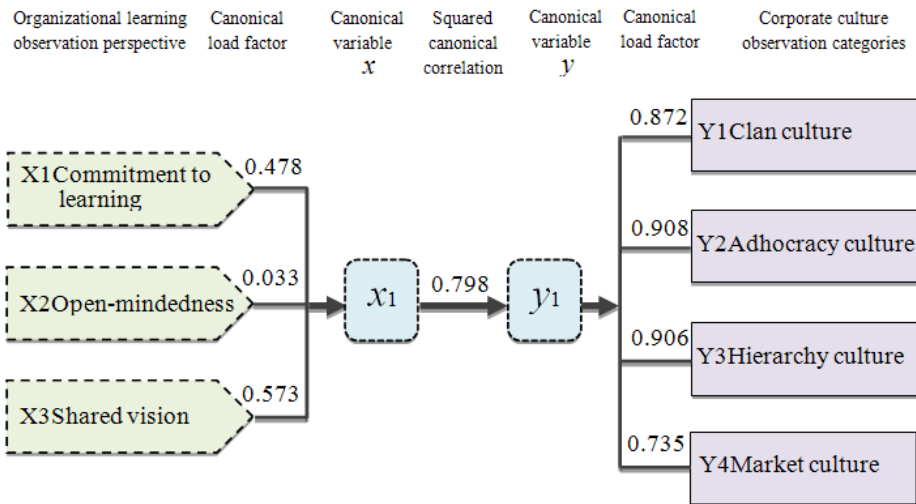 Organizational learning
observation perspective
Canonical
load factor
Canonical
variable
x
Squared
canonical
correlation
Canonical
variable
y
Canonical
load factor
Corporate culture
observation categories
X1Commitment to
learning
0.478
X2Open-mindedness
0.033
X3Shared vision
0.573
x1
0.798
y1
0.872
Y1Clan culture
0.908
Y2Adhocracy culture
0.906
Y3Hierarchy culture
0.735
Y4Market culture